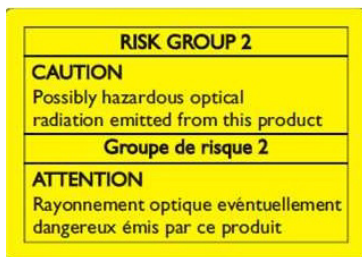 RISK GROUP 2
CAUTION
Possibly hazardous optical
radiation emitted from this product
Groupe de risque 2
ATTENTION
Rayonnement optique evéntuellement
dangereux émis par ce produit